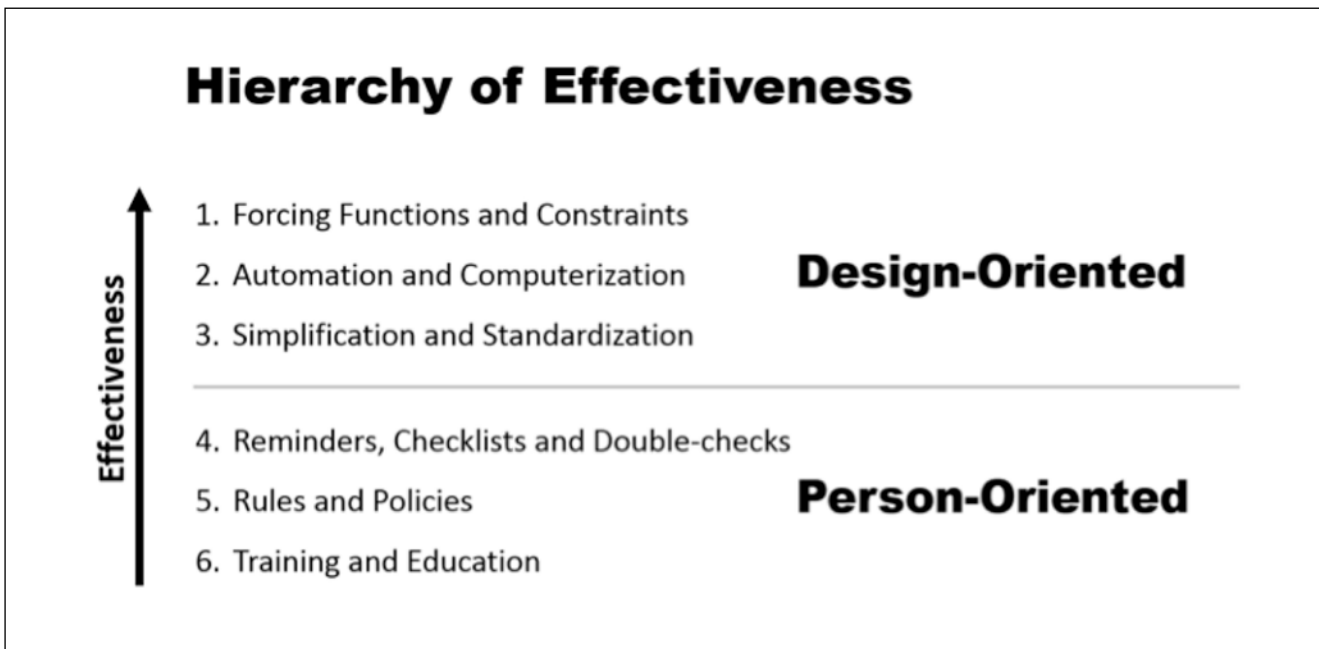 Hierarchy of Effectiveness
Effectiveness
1. Forcing Functions and Constraints
2. Automation and Computerization
3. Simplification and Standardization
Design-Oriented
4. Reminders, Checklists and Double-checks
5. Rules and Policies
6. Training and Education
Person-Oriented